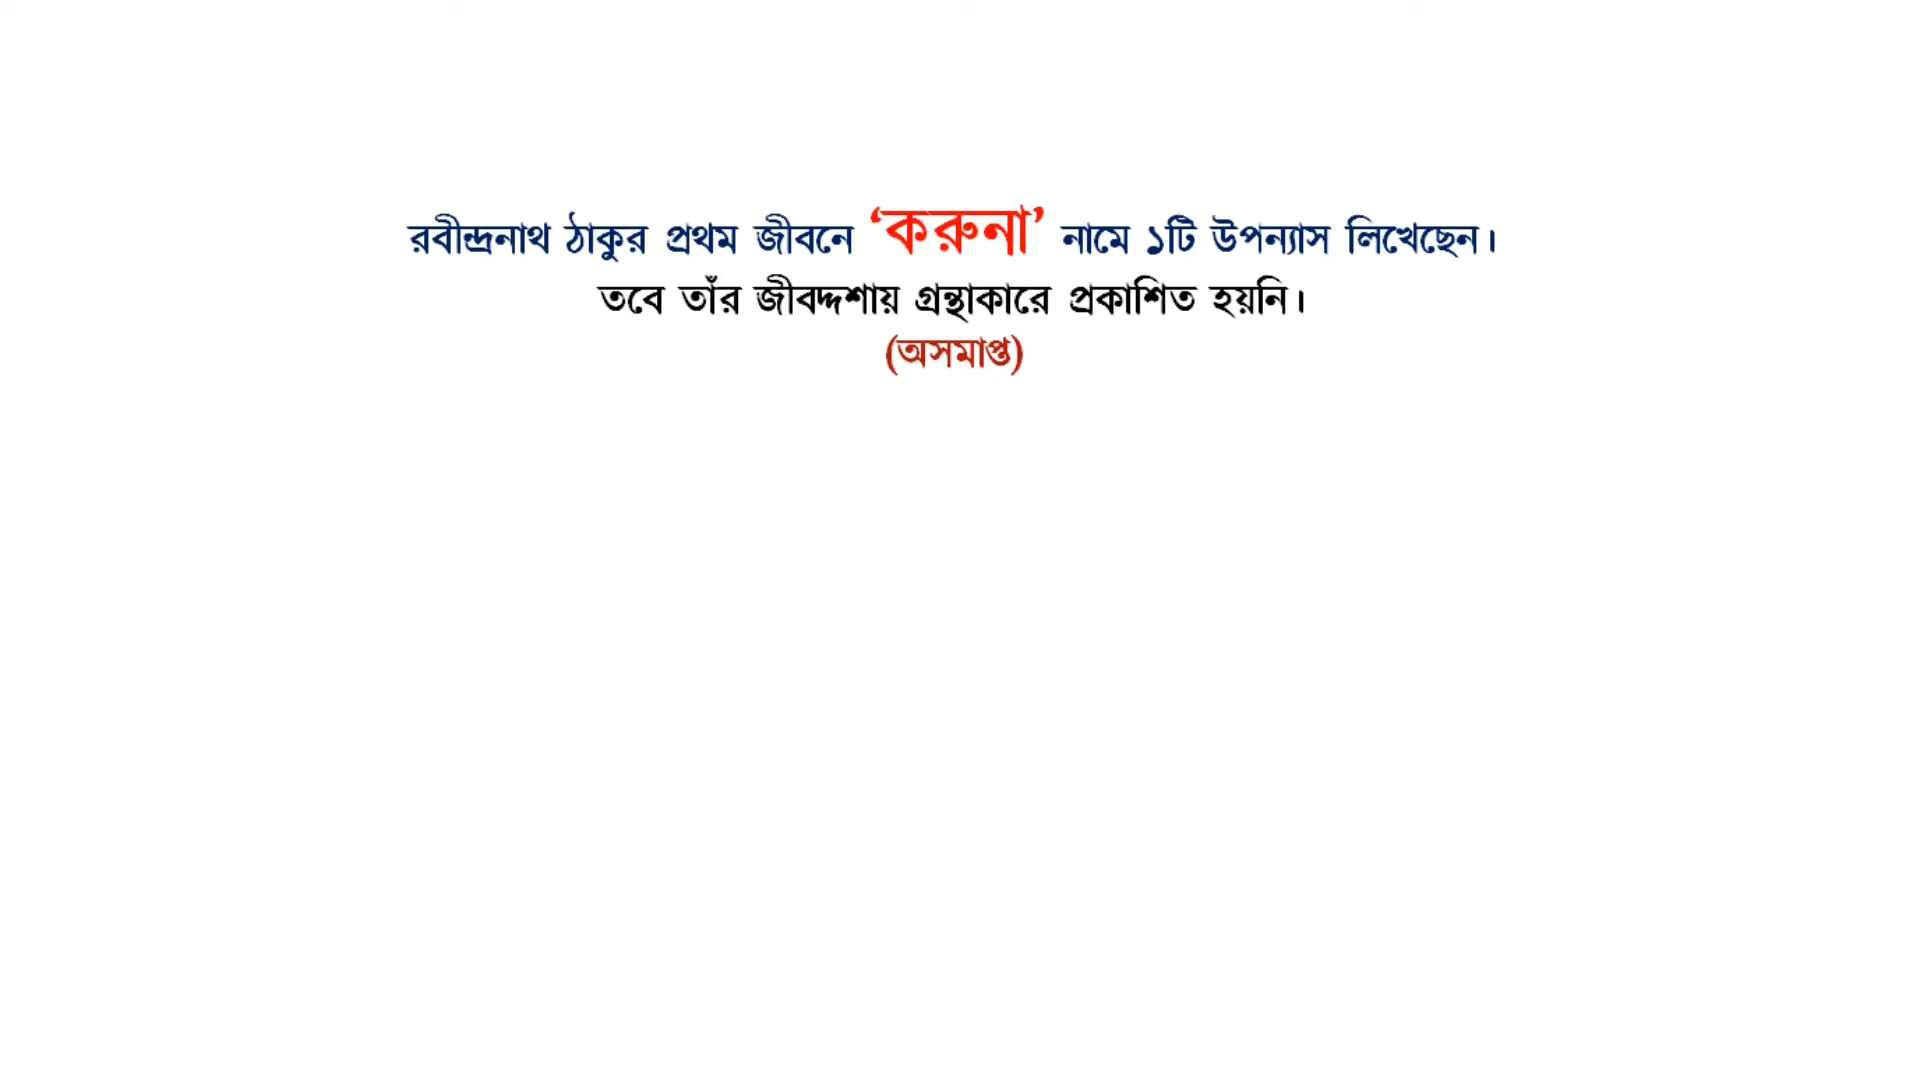 রবীন্দ্রনাথ ঠাকুর প্রথম জীবনে ‘করুনা’ নামে ১টি উপন্যাস লিখেছেন।
তবে তাঁর জীবদ্দশায় গ্রন্থাকারে প্রকাশিত হয়নি।
(অসমাপ্ত)